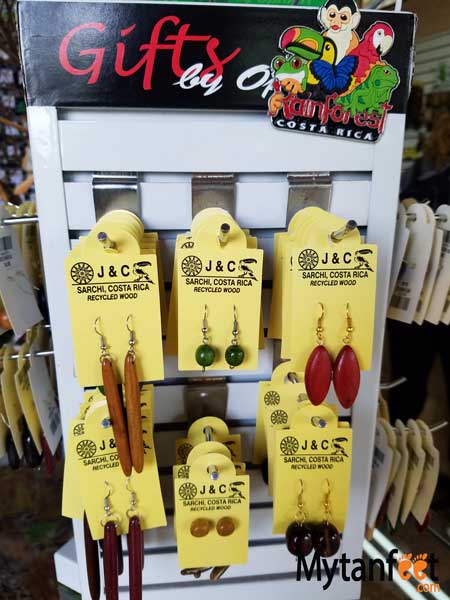 Gifts
by
Rainforest
COSTA RICA
J & C
SARCHI, COSTA RICA
RECYCLED WOOD
J & C
SARCHI, COSTA RICA
RECYCLED WOOD
J & C
SARCHI, COSTA RICA
RECYCLED WOOD
J & C
SARCHI, COSTA RICA
RECYCLED WOOD
J & C
SARCHI, COSTA RICA
RECYCLED WOOD
J & C
SARCHI, COSTA RICA
RECYCLED WOOD
Mytanfeet
.com